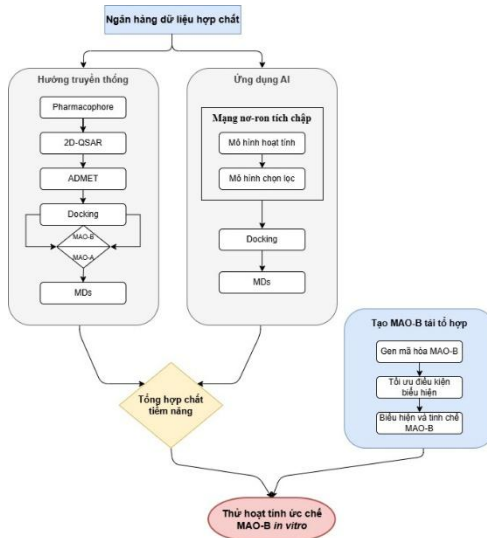 Ngân hàng dữ liệu hợp chất
Hướng truyền thống
Pharmacophore
2D-QSAR
ADMET
Docking
MAO-B
MAO-A
MDs
Ứng dụng AI
Mạng nơ-ron tích chập
Mô hình hoạt tính
Mô hình chọn lọc
Docking
MDs
Tạo MAO-B tái tổ hợp
Gen mã hóa MAO-B
Tối ưu điều kiện
biểu hiện
Biểu hiện và tinh chế
MAO-B
Tổng hợp chất
tiềm năng
Thử hoạt tính ức chế
MAO-B in vitro